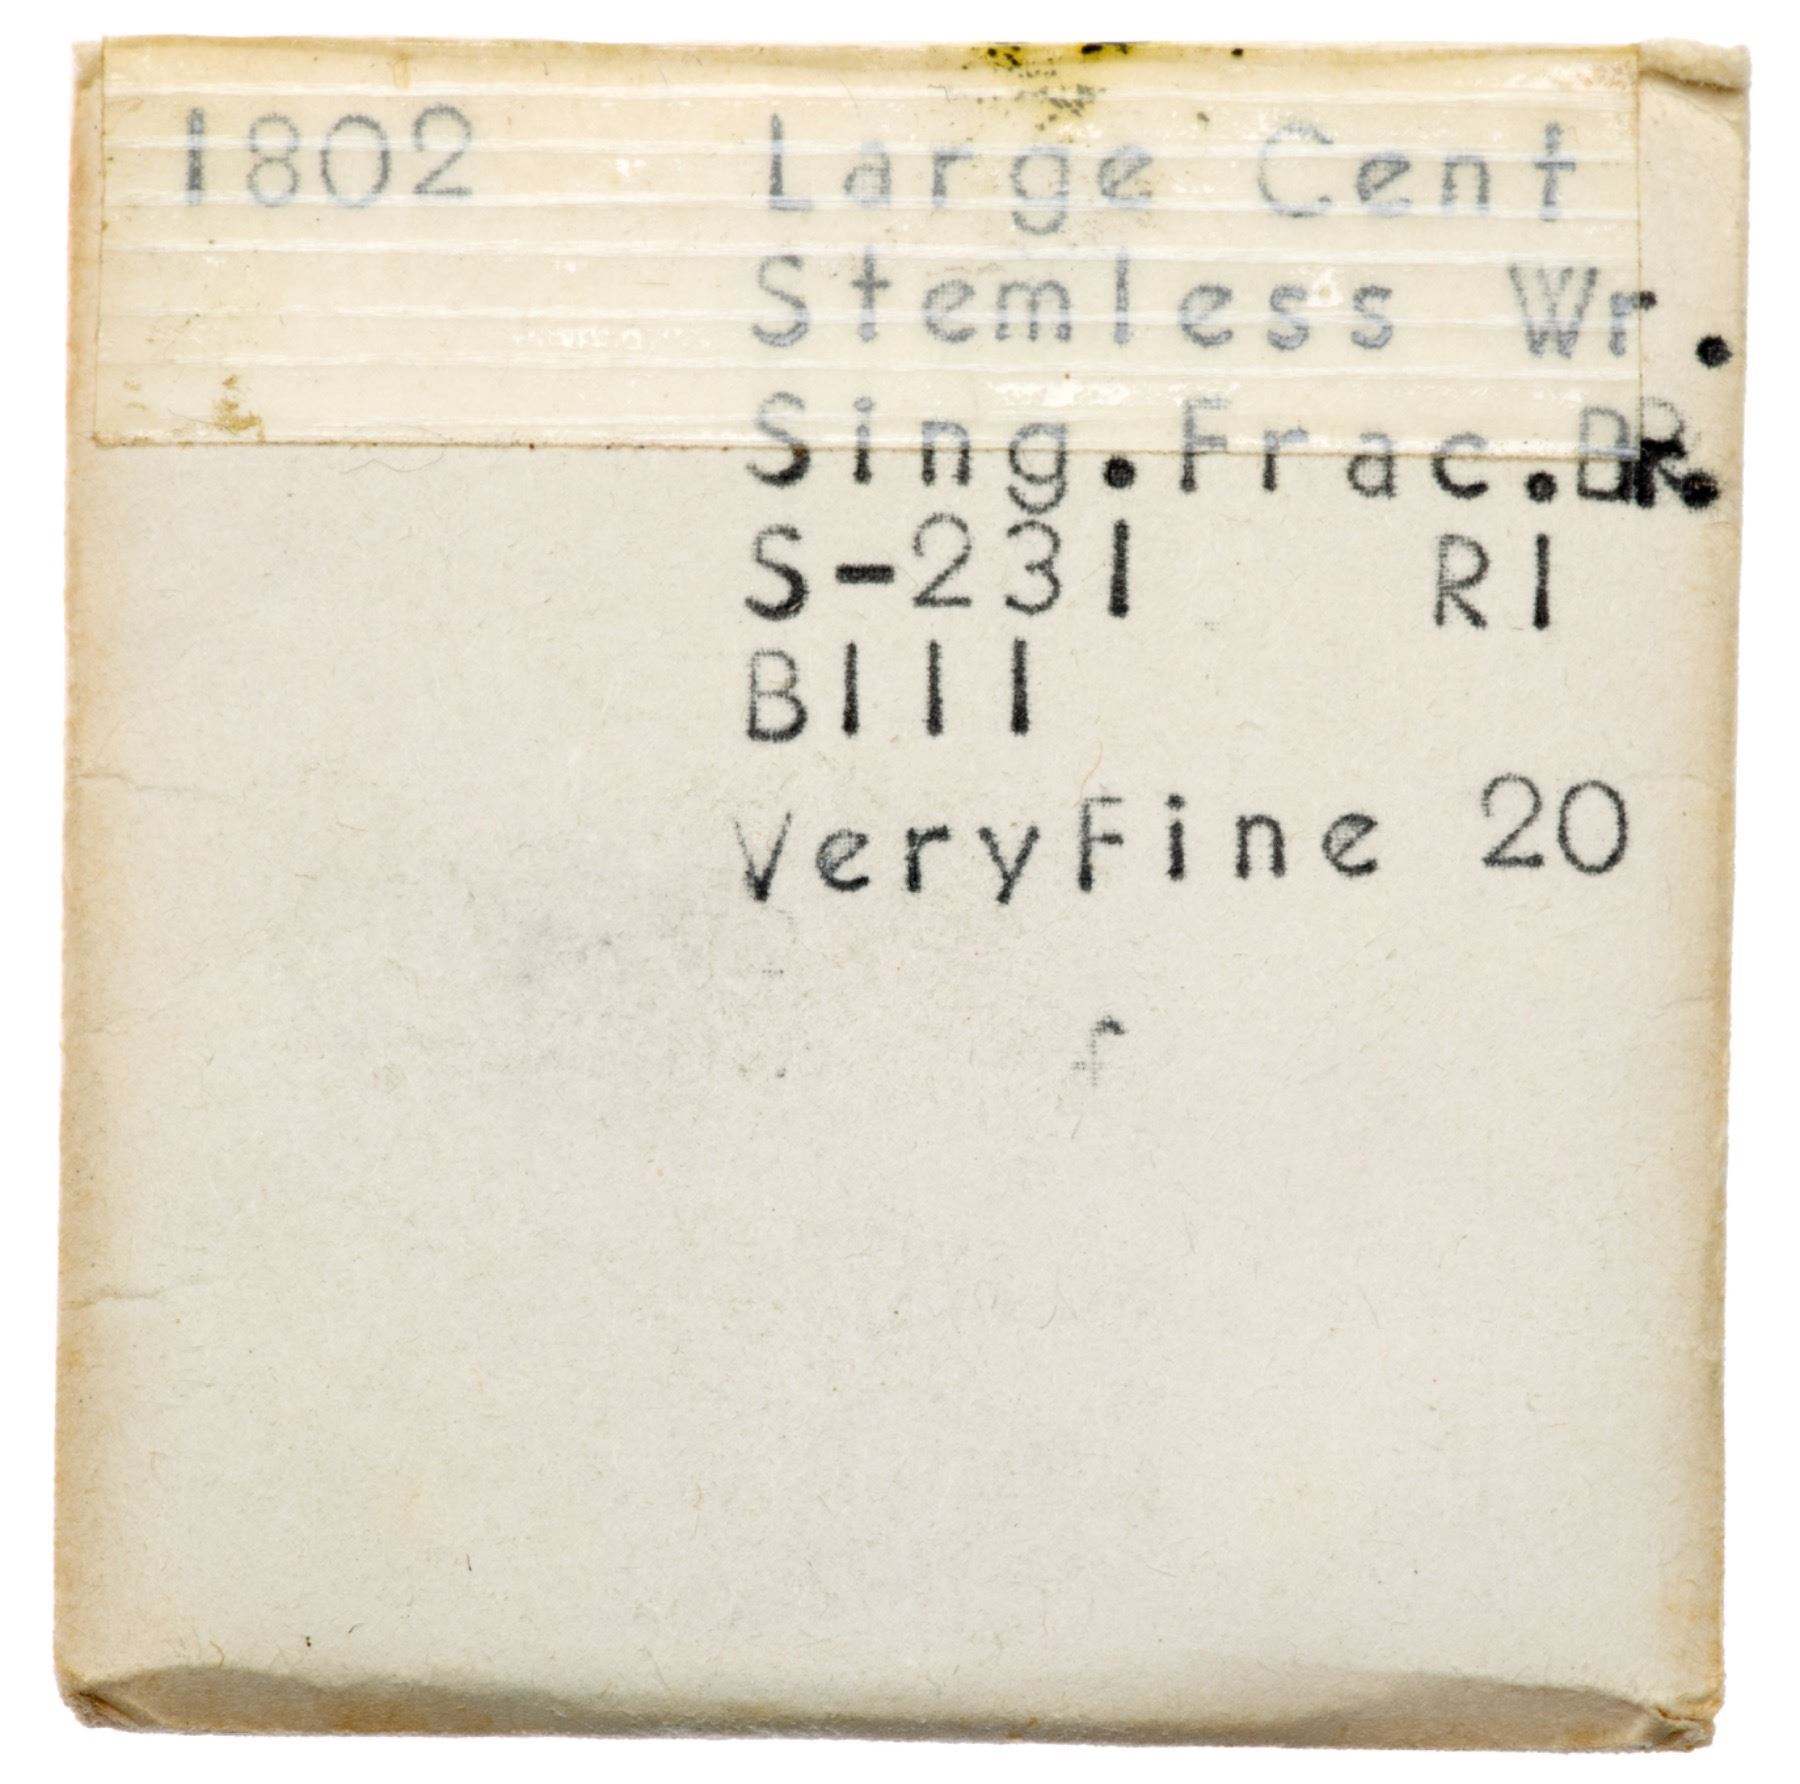 1802 Large Cent
Stemless Wr.
Sing.Frac.BR.
S-231 R1
B111
VeryFine 20
f